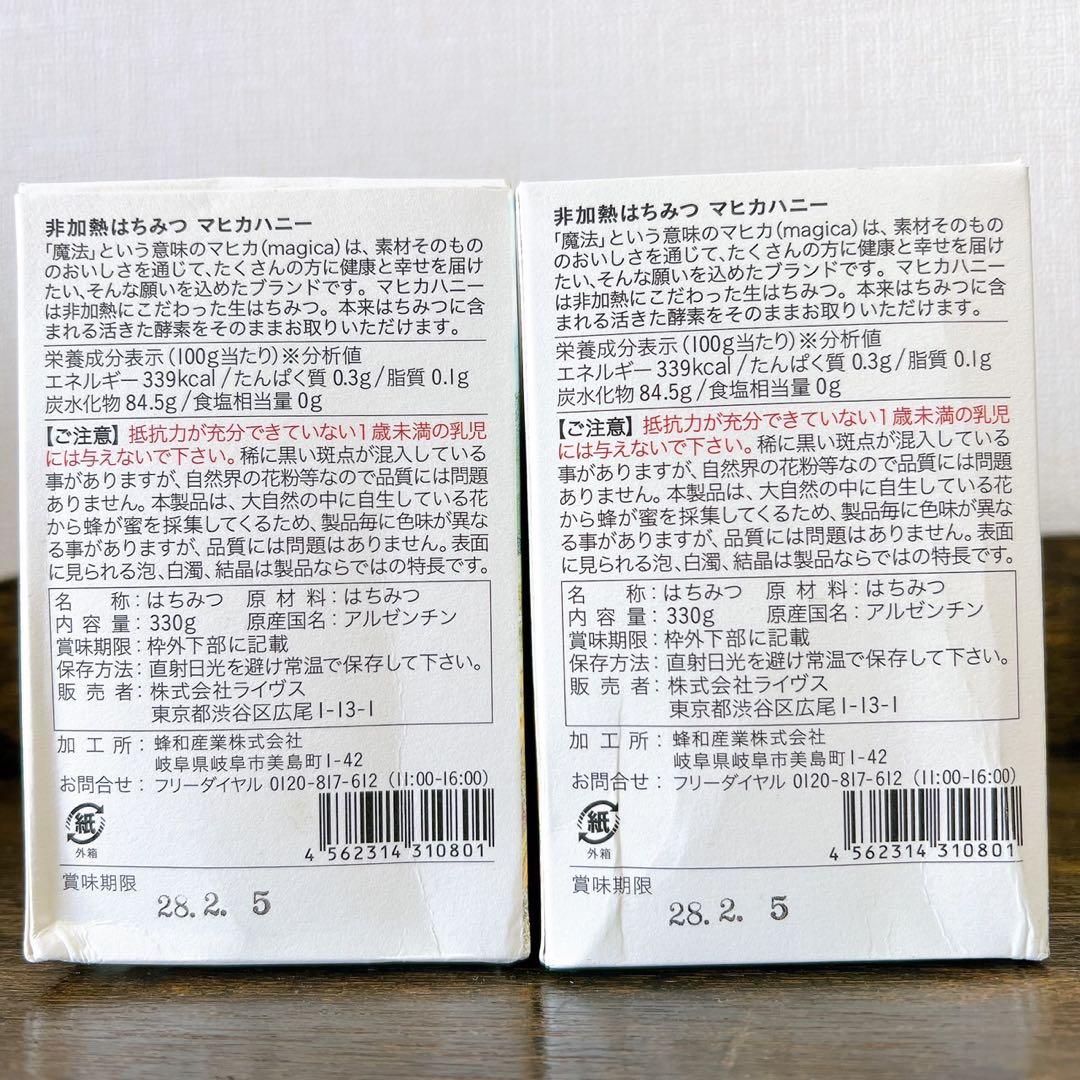 非加熱はちみつ マヒカハニー
「魔法」という意味のマヒカ(magica)は、素材そのもの
のおいしさを通じて、たくさんの方に健康と幸せを届け
たい、そんな願いを込めたブランドです。マヒカハニー
は非加熱にこだわった生はちみつ。本来はちみつに含
まれる活きた酵素をそのままお取りいただけます。
栄養成分表示(100g当たり)※分析値
エネルギー 339kcal/たんぱく質 0.3g/脂質 0.1g
炭水化物 84.5g/食塩相当量 0g
【ご注意】抵抗力が充分できていない1歳未満の乳児
には与えないで下さい。稀に黒い斑点が混入している
事がありますが、自然界の花粉等なので品質には問題
ありません。本製品は、大自然の中に自生している花
から蜂が蜜を採集してくるため、製品毎に色味が異な
る事がありますが、品質には問題はありません。表面
に見られる泡、白濁、結晶は製品ならではの特長です。
名 称:はちみつ 原材料:はちみつ
内容量:330g 原産国名:アルゼンチン
賞味期限:枠外下部に記載
保存方法:直射日光を避け常温で保存して下さい。
販売者:株式会社ライヴス
東京都渋谷区広尾1-13-1
加工所:蜂和産業株式会社
岐阜県岐阜市美島町1-42
お問合せ:フリーダイヤル 0120-817-612 (11:00-16:00)
紙
外箱
4 562314 310801
賞味期限
28.2. 5
非加熱はちみつ マヒカハニー
「魔法」という意味のマヒカ(magica)は、素材そのもの
のおいしさを通じて、たくさんの方に健康と幸せを届け
たい、そんな願いを込めたブランドです。マヒカハニー
は非加熱にこだわった生はちみつ。本来はちみつに含
まれる活きた酵素をそのままお取りいただけます。
栄養成分表示(100g当たり)※分析値
エネルギー 339kcal/たんぱく質 0.3g/脂質 0.1g
炭水化物 84.5g/食塩相当量 0g
【ご注意】抵抗力が充分できていない1歳未満の乳児
には与えないで下さい。稀に黒い斑点が混入している
事がありますが、自然界の花粉等なので品質には問題
ありません。本製品は、大自然の中に自生している花
から蜂が蜜を採集してくるため、製品毎に色味が異な
る事がありますが、品質には問題はありません。表面
に見られる泡、白濁、結晶は製品ならではの特長です。
名 称:はちみつ 原材料:はちみつ
内容量:330g 原産国名:アルゼンチン
賞味期限:枠外下部に記載
保存方法:直射日光を避け常温で保存して下さい。
販売者:株式会社ライヴス
東京都渋谷区広尾1-13-1
加工所:蜂和産業株式会社
岐阜県岐阜市美島町1-42
お問合せ:フリーダイヤル 0120-817-612 (11:00-16:00)
紙
外箱
4 562314 310801
賞味期限
28.2. 5